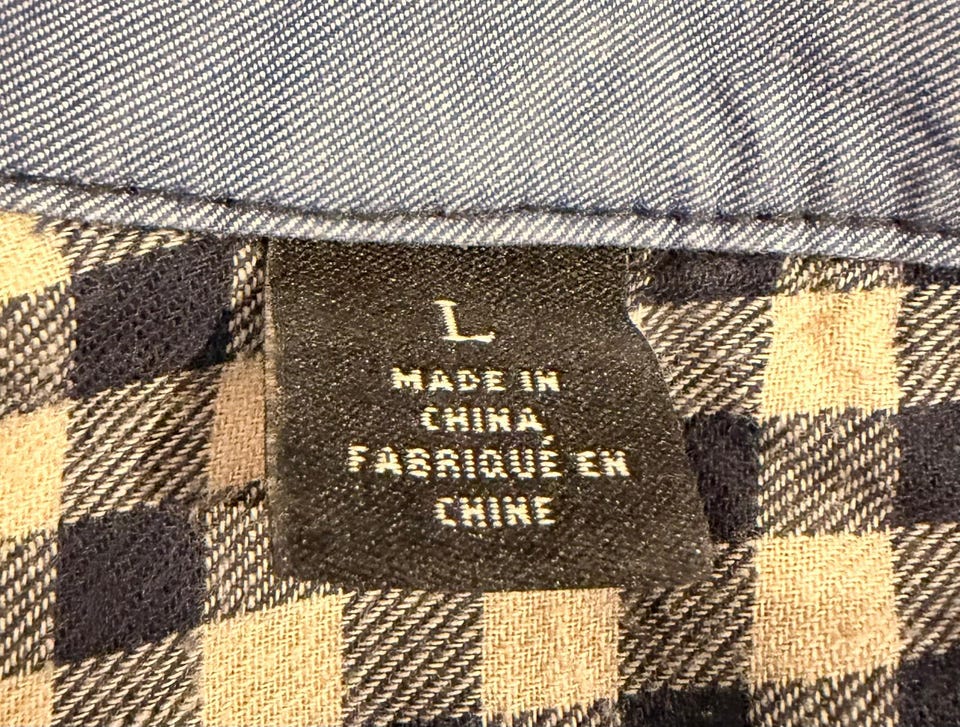 L
MADE IN
CHINA,
FABRIQUÉ EN
CHINE